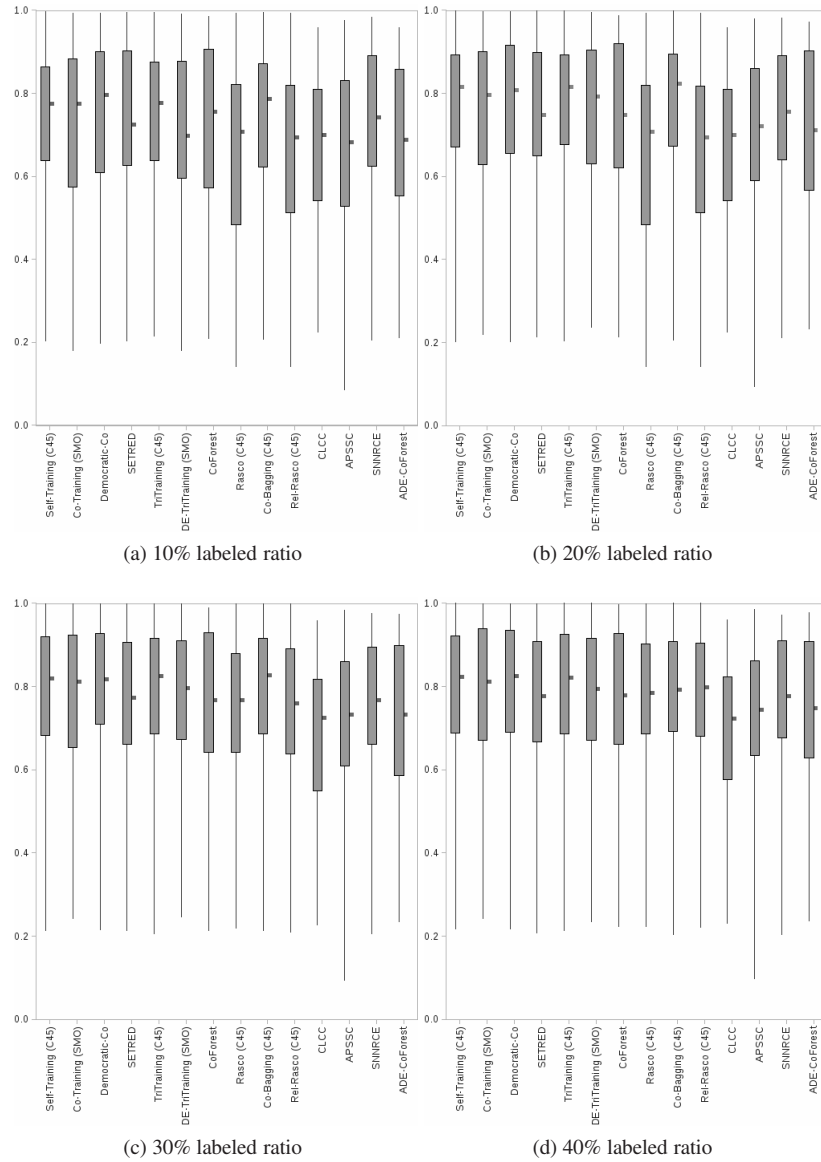 1.0
0.8
0.6
0.4
0.2
0.0
Self-Training (C45)
Co-Training (SMO)
Democratic-Co
SETRED
TriTraining (C45)
DE-TriTraining (SMO)
CoForest
Rasco (C45)
Co-Bagging (C45)
Rel-Rasco (C45)
CLCC
APSSC
SNNRCE
ADE-CoForest
(a) 10% labeled ratio
1.0
0.8
0.6
0.4
0.2
0.0
Self-Training (C45)
Co-Training (SMO)
Democratic-Co
SETRED
TriTraining (C45)
DE-TriTraining (SMO)
CoForest
Rasco (C45)
Co-Bagging (C45)
Rel-Rasco (C45)
CLCC
APSSC
SNNRCE
ADE-CoForest
(b) 20% labeled ratio
1.0
0.8
0.6
0.4
0.2
0.0
Self-Training (C45)
Co-Training (SMO)
Democratic-Co
SETRED
TriTraining (C45)
DE-TriTraining (SMO)
CoForest
Rasco (C45)
Co-Bagging (C45)
Rel-Rasco (C45)
CLCC
APSSC
SNNRCE
ADE-CoForest
(c) 30% labeled ratio
1.0
0.8
0.6
0.4
0.2
0.0
Self-Training (C45)
Co-Training (SMO)
Democratic-Co
SETRED
TriTraining (C45)
DE-TriTraining (SMO)
CoForest
Rasco (C45)
Co-Bagging (C45)
Rel-Rasco (C45)
CLCC
APSSC
SNNRCE
ADE-CoForest
(d) 40% labeled ratio